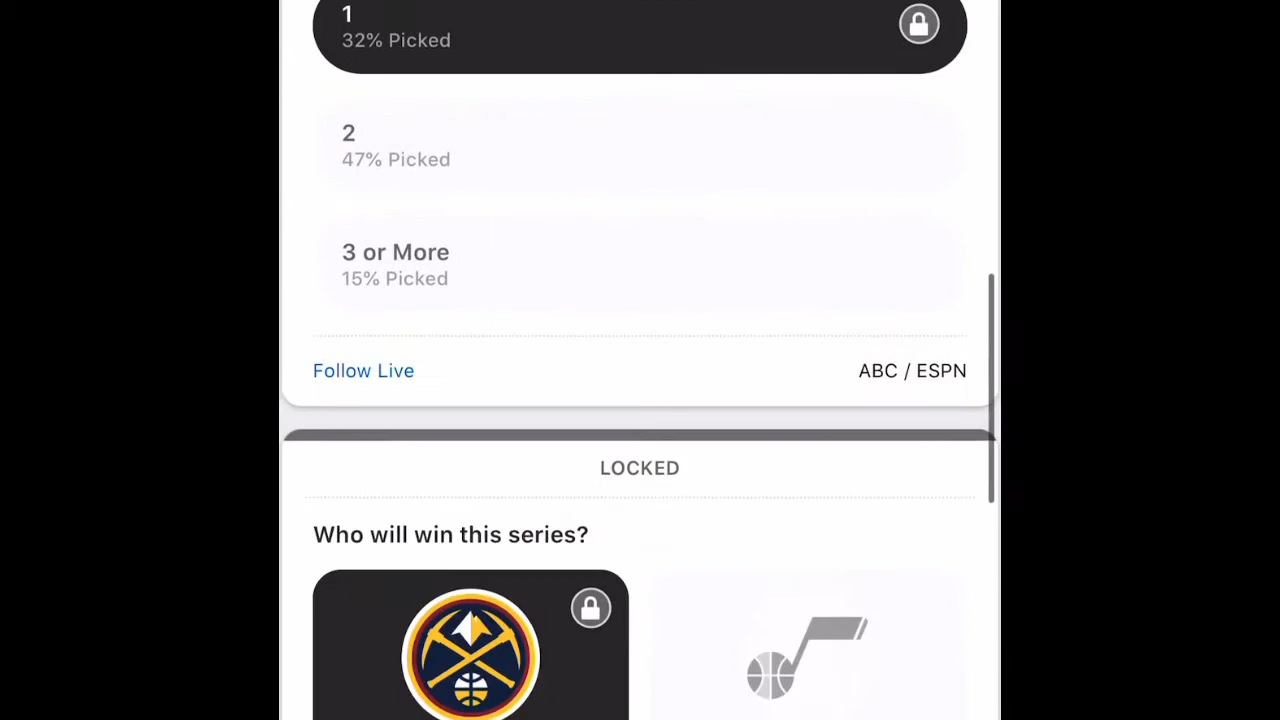 1
32% Picked
2
47% Picked
3 or More
15% Picked
Follow Live
ABC / ESPN
LOCKED
Who will win this series?